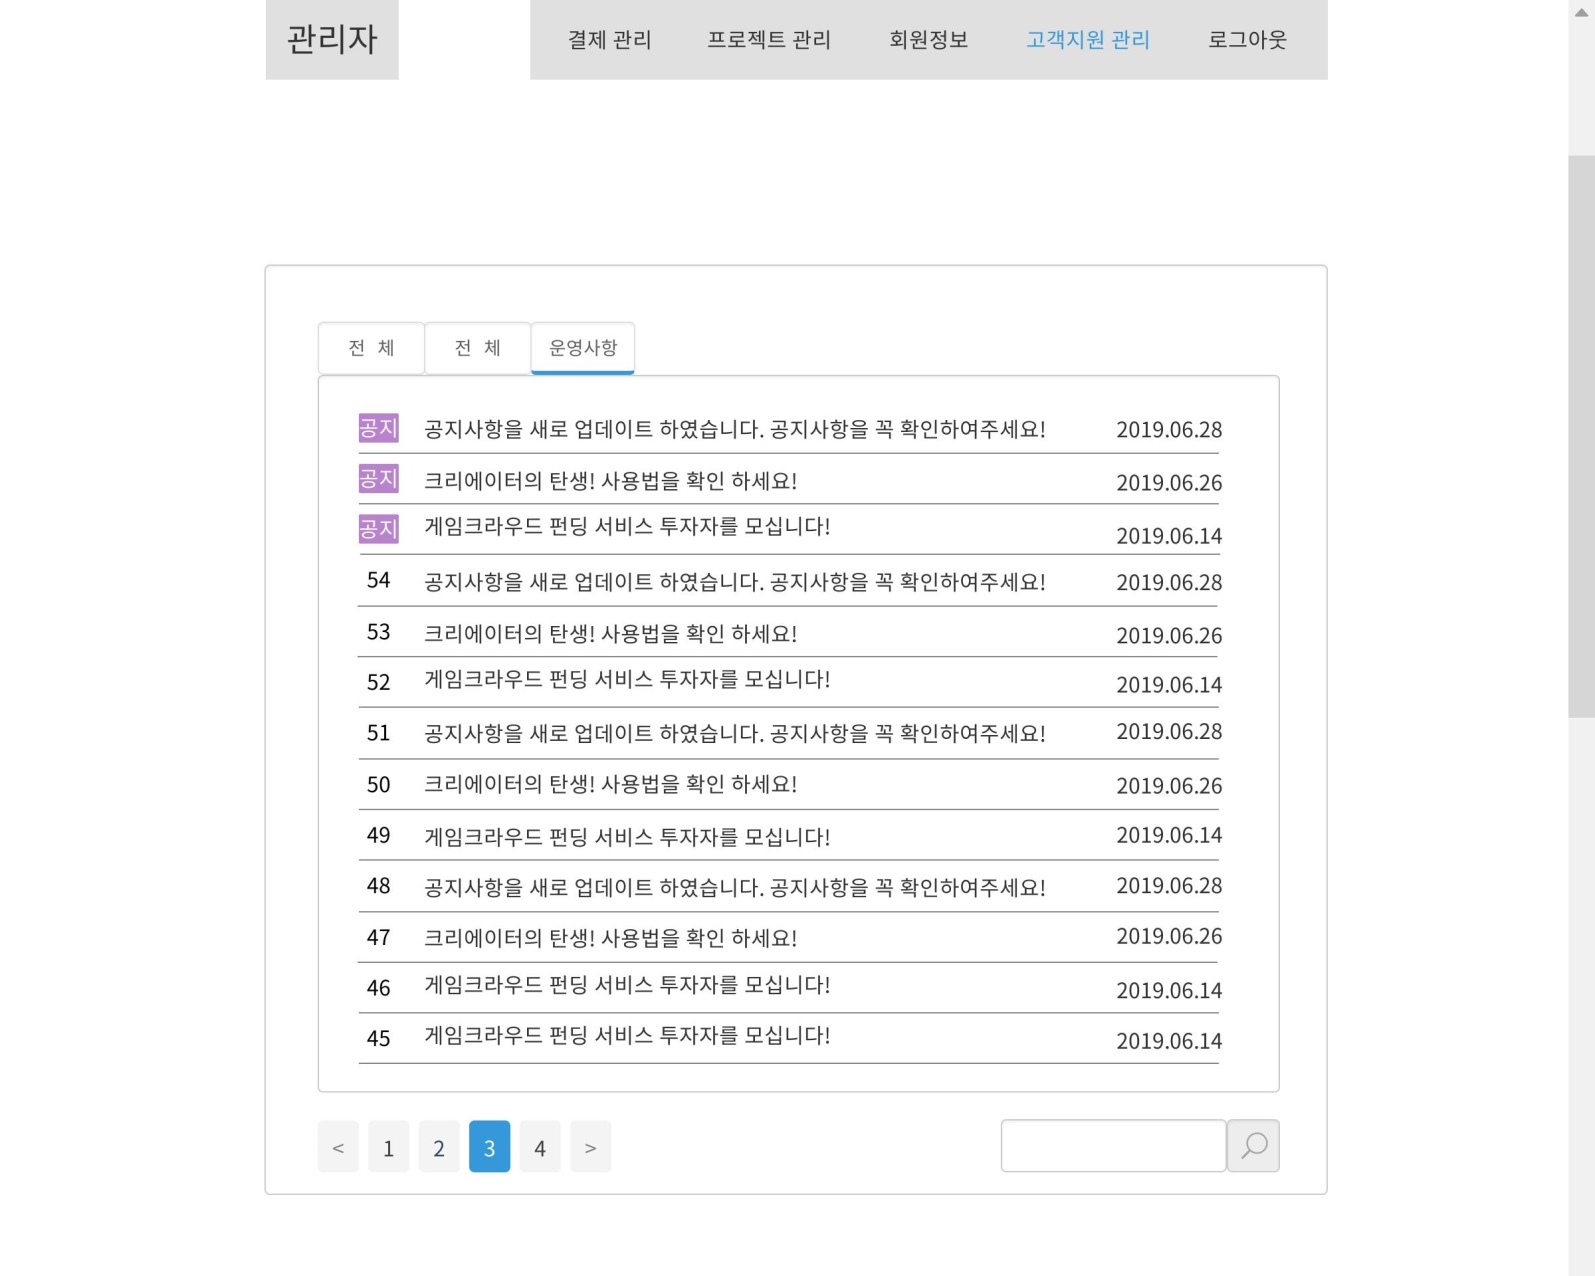 관리자 결제 관리 프로젝트 관리 회원정보 고객지원 관리 로그아웃
전 체 전 체 운영사항
공지 공지사항을 새로 업데이트 하였습니다. 공지사항을 꼭 확인하여주세요! 2019.06.28
공지 크리에이터의 탄생! 사용법을 확인 하세요! 2019.06.26
공지 게임크라우드 펀딩 서비스 투자자를 모십니다! 2019.06.14
54 공지사항을 새로 업데이트 하였습니다. 공지사항을 꼭 확인하여주세요! 2019.06.28
53 크리에이터의 탄생! 사용법을 확인 하세요! 2019.06.26
52 게임크라우드 펀딩 서비스 투자자를 모십니다! 2019.06.14
51 공지사항을 새로 업데이트 하였습니다. 공지사항을 꼭 확인하여주세요! 2019.06.28
50 크리에이터의 탄생! 사용법을 확인 하세요! 2019.06.26
49 게임크라우드 펀딩 서비스 투자자를 모십니다! 2019.06.14
48 공지사항을 새로 업데이트 하였습니다. 공지사항을 꼭 확인하여주세요! 2019.06.28
47 크리에이터의 탄생! 사용법을 확인 하세요! 2019.06.26
46 게임크라우드 펀딩 서비스 투자자를 모십니다! 2019.06.14
45 게임크라우드 펀딩 서비스 투자자를 모십니다! 2019.06.14
< 1 2 3 4 >